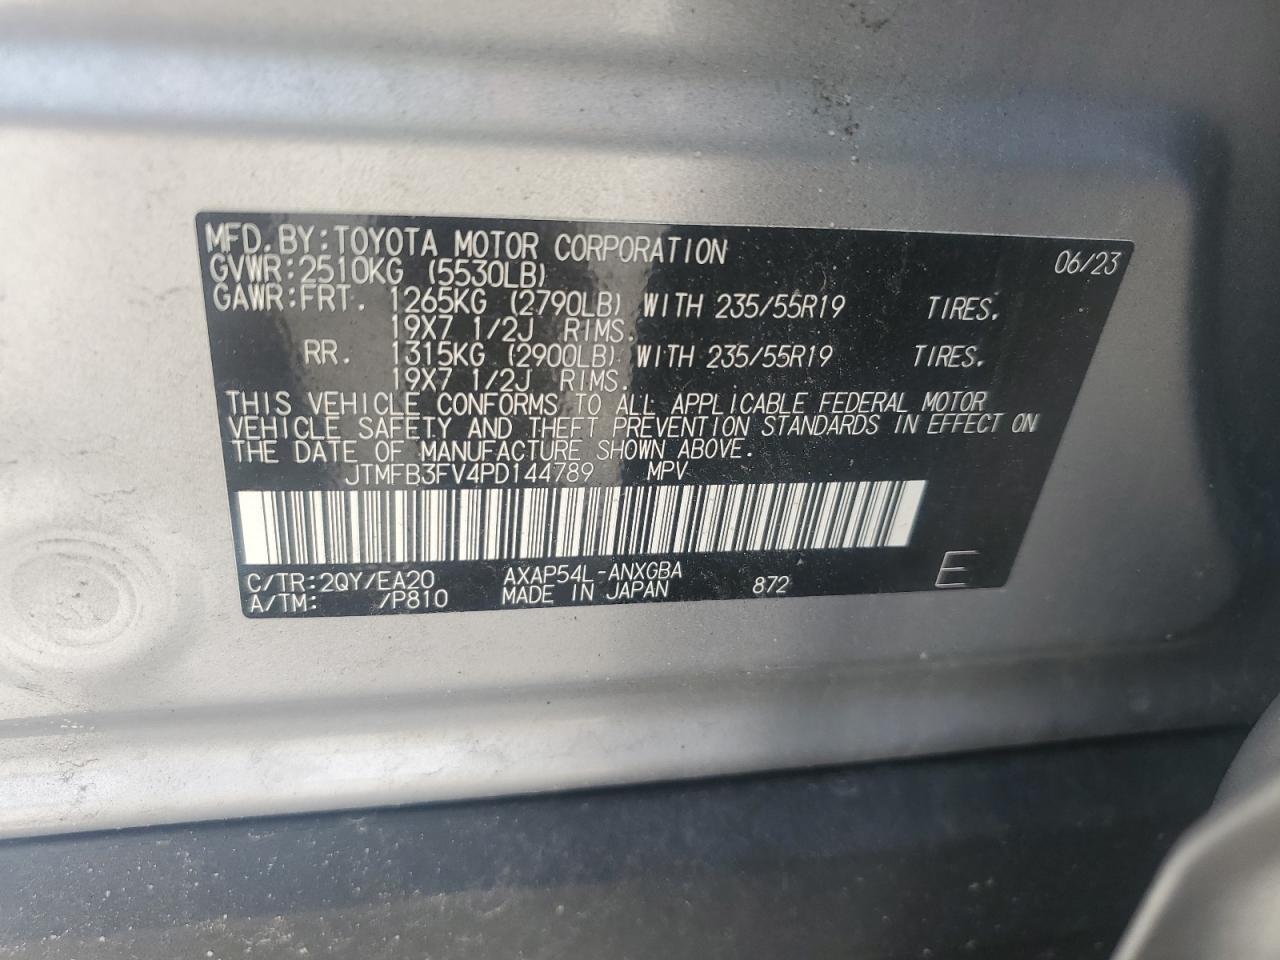 MFD.BY:TOYOTA MOTOR CORPORATION 06/23
GVWR:2510KG (5530LB)
GAWR:FRT. 1265KG (2790LB) WITH 235/55R19 TIRES.
19X7 1/2J RIMS.
RR. 1315KG (2900LB) WITH 235/55R19 TIRES.
19X7 1/2J RIMS.
THIS VEHICLE CONFORMS TO ALL APPLICABLE FEDERAL MOTOR
VEHICLE SAFETY AND THEFT PREVENTION STANDARDS IN EFFECT ON
THE DATE OF MANUFACTURE SHOWN ABOVE.
JTMFB3FV4PD144789 MPV
C/TR:2QY/EA20 AXAP54L-ANXGBA
A/TM: /P810 MADE IN JAPAN 872 E